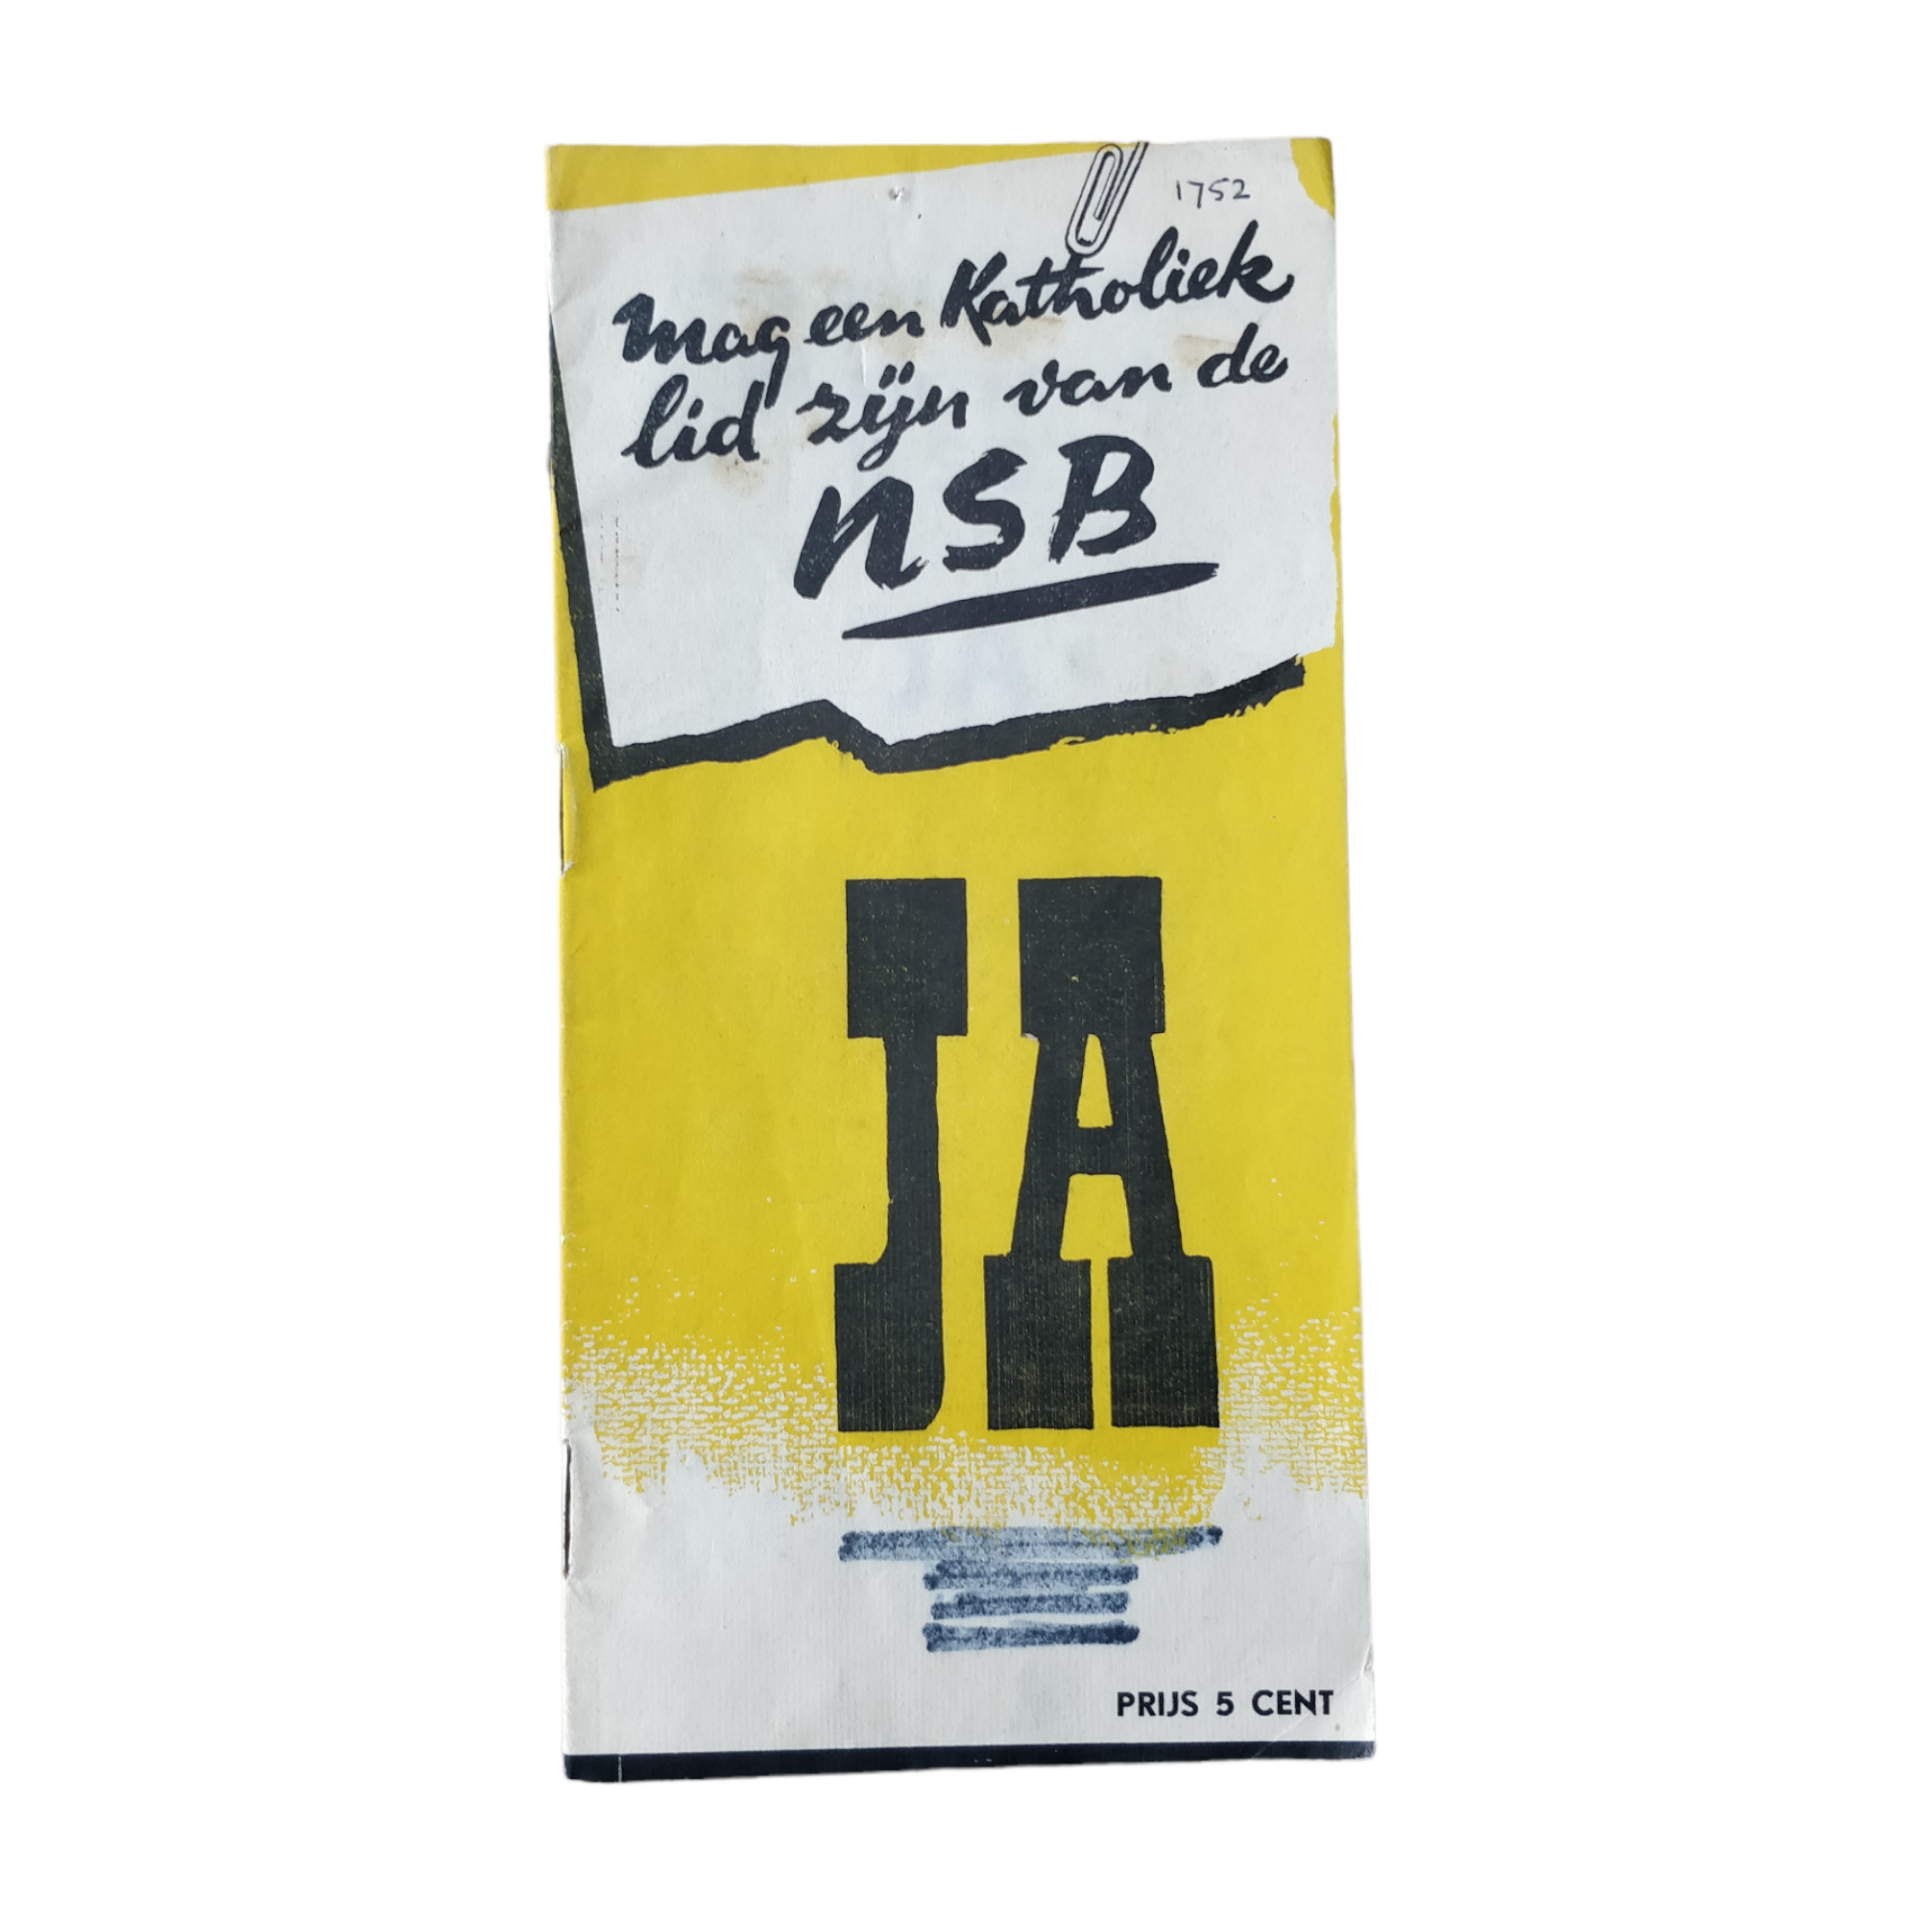 1752
Mag een Katholiek
lid zijn van de
NSB
JA
PRIJS 5 CENT